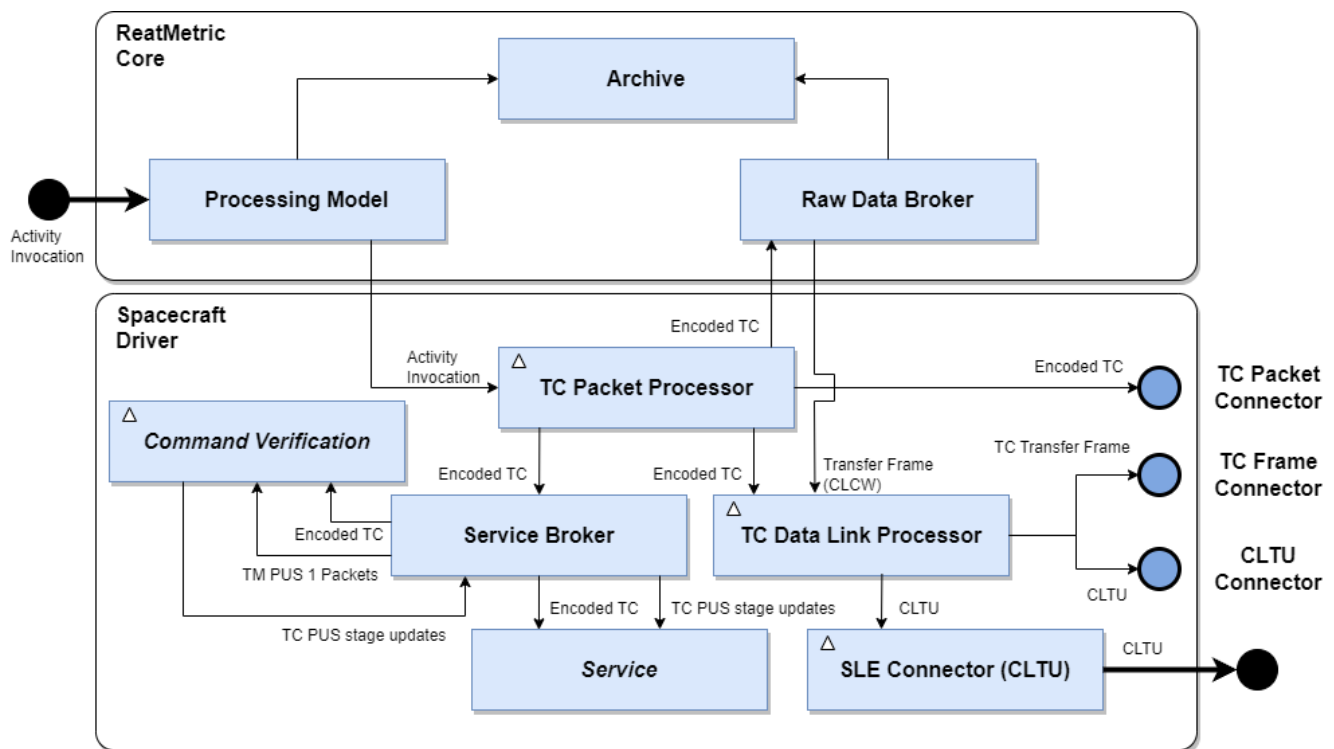 ReatMetric
Core
Archive
Processing Model
Raw Data Broker
Activity
Invocation
Spacecraft
Driver
Encoded TC
Activity
Invocation
TC Packet Processor
Encoded TC
TC Packet
Connector
Command Verification
Encoded TC
Encoded TC
Transfer Frame
(CLCW)
TC Transfer Frame
TC Frame
Connector
Encoded TC
Service Broker
TC Data Link Processor
TM PUS 1 Packets
CLTU
Connector
CLTU
TC PUS stage updates
Encoded TC
TC PUS stage updates
CLTU
Service
SLE Connector (CLTU)
CLTU